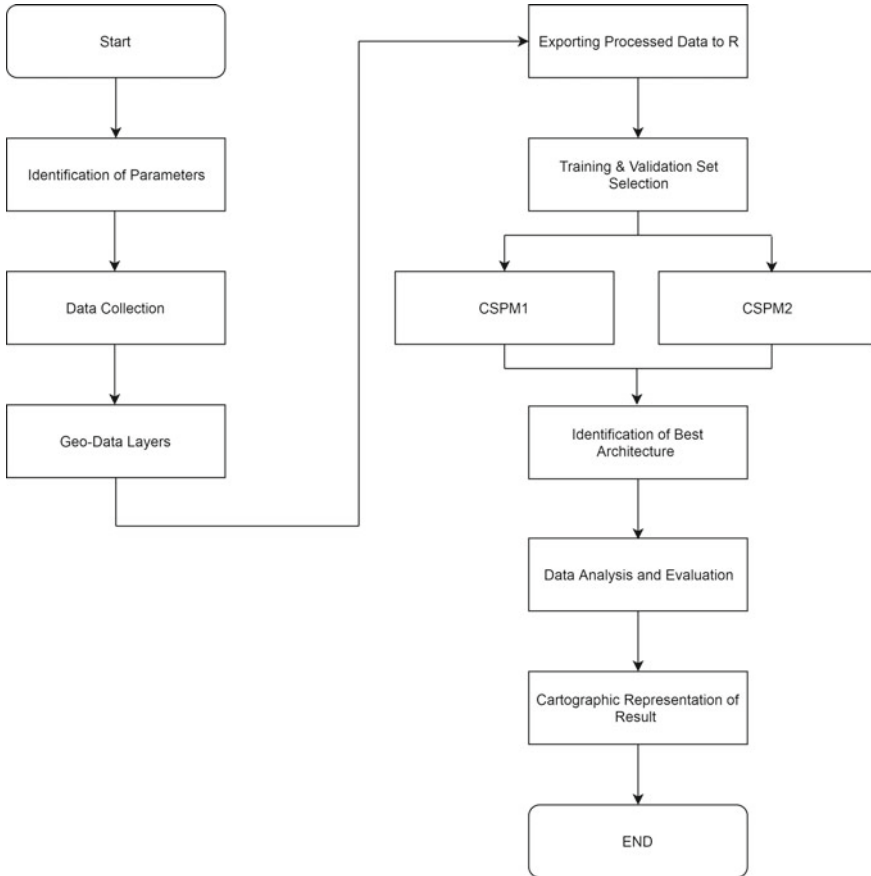 Start
Identification of Parameters
Data Collection
Geo-Data Layers
Exporting Processed Data to R
Training & Validation Set
Selection
CSPM1
CSPM2
Identification of Best
Architecture
Data Analysis and Evaluation
Cartographic Representation of
Result
END